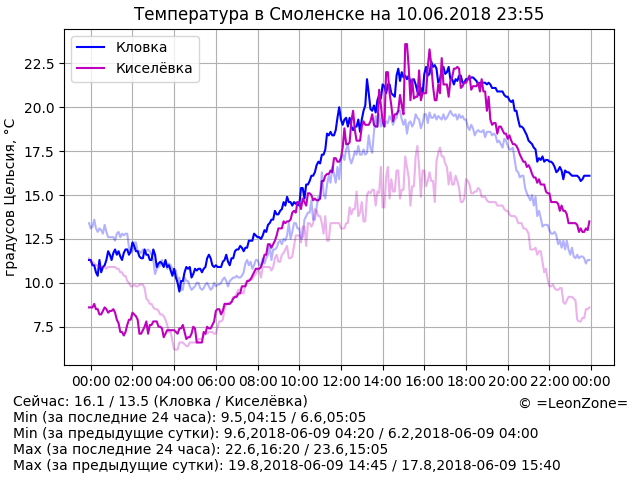 Температура в Смоленске на 10.06.2018 23:55
Кловка
Киселёвка
градусов Цельсия, °C
22.5
20.0
17.5
15.0
12.5
10.0
7.5
00:00 02:00 04:00 06:00 08:00 10:00 12:00 14:00 16:00 18:00 20:00 22:00 00:00
Сейчас: 16.1 / 13.5 (Кловка / Киселёвка)
© =LeonZone=
Min (за последние 24 часа): 9.5,04:15 / 6.6,05:05
Min (за предыдущие сутки): 9.6,2018-06-09 04:20 / 6.2,2018-06-09 04:00
Max (за последние 24 часа): 22.6,16:20 / 23.6,15:05
Max (за предыдущие сутки): 19.8,2018-06-09 14:45 / 17.8,2018-06-09 15:40